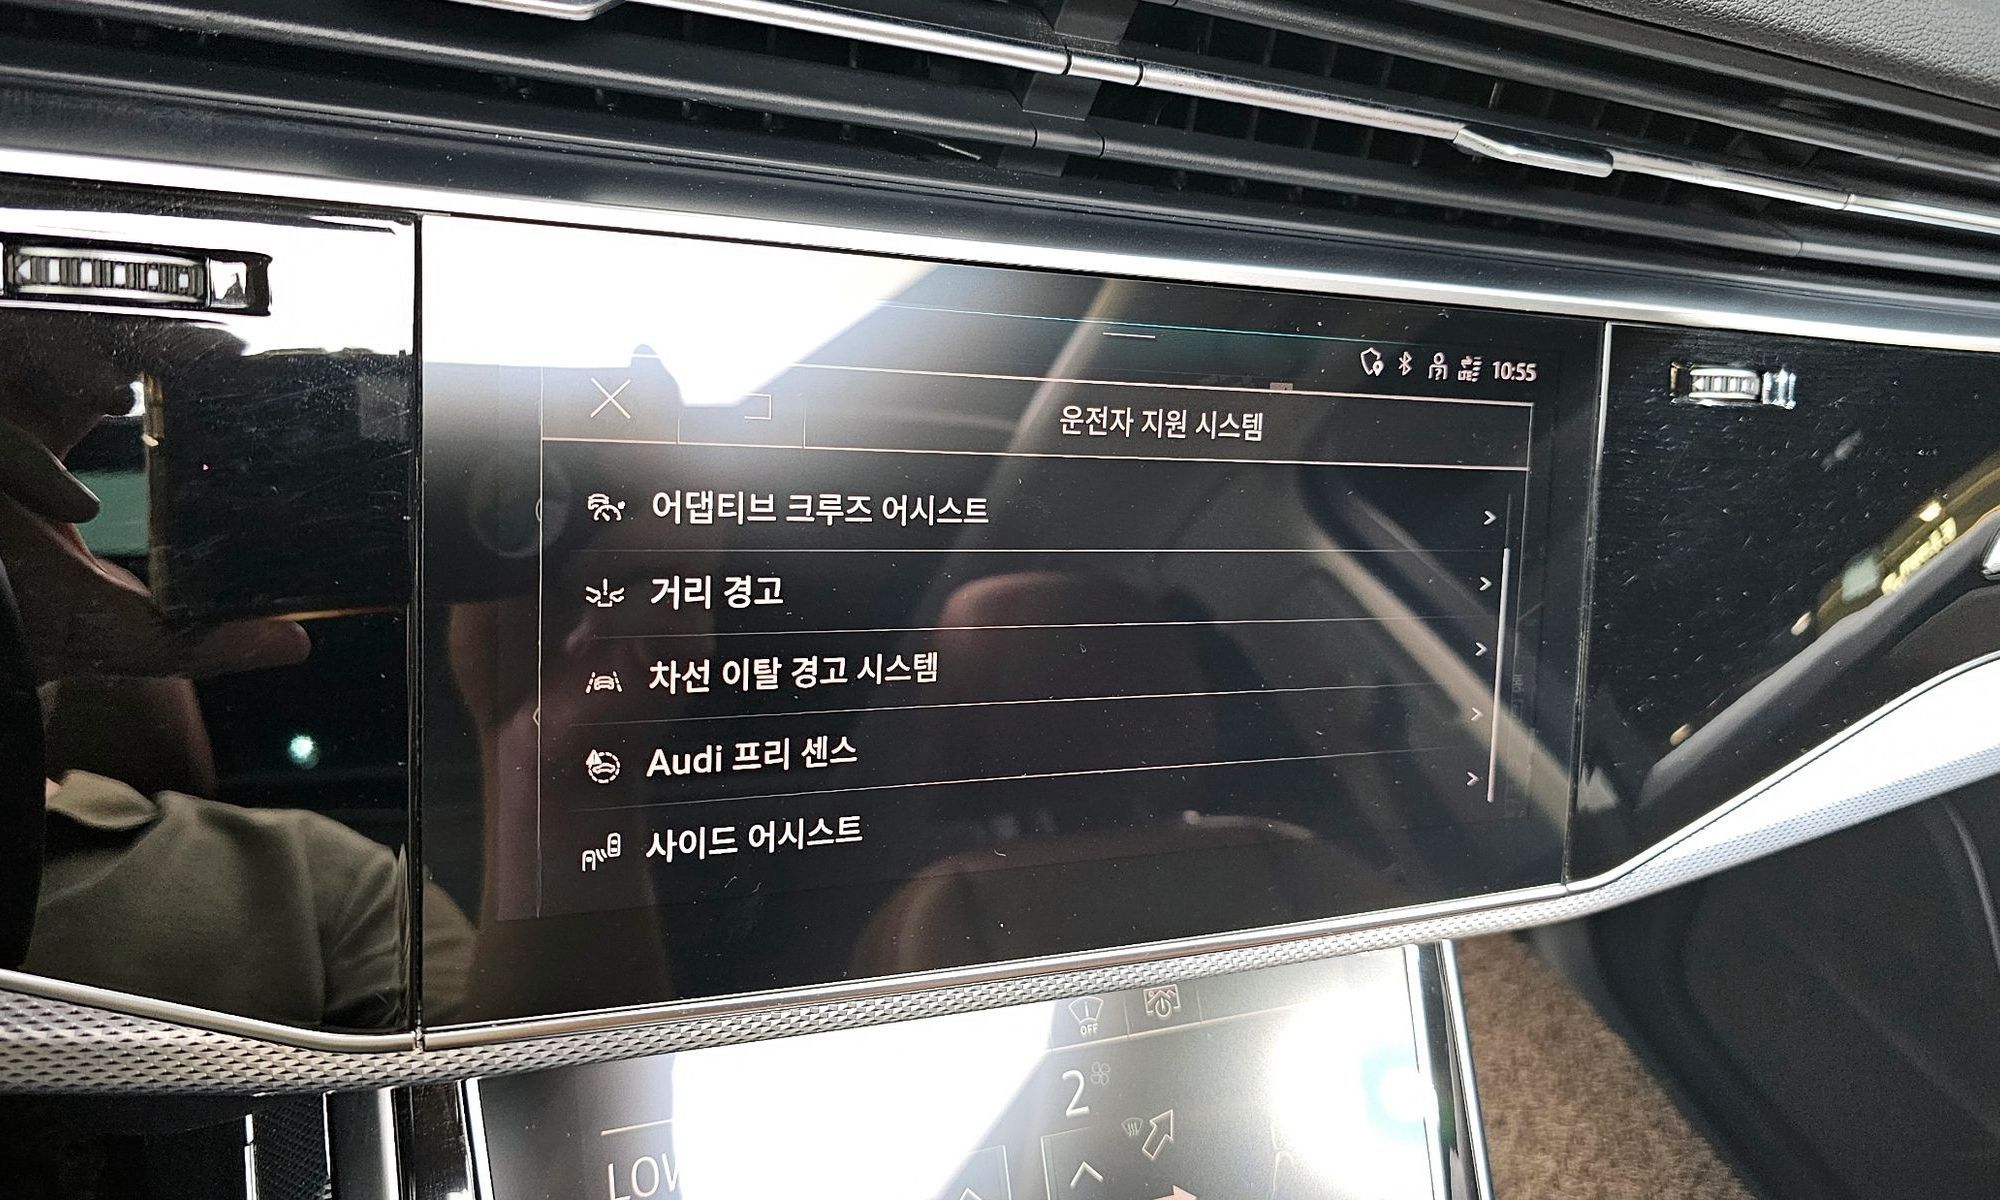 10:55
운전자 지원 시스템
어댑티브 크루즈 어시스트
거리 경고
차선 이탈 경고 시스템
Audi 프리 센스
사이드 어시스트
OFF
2
LOW